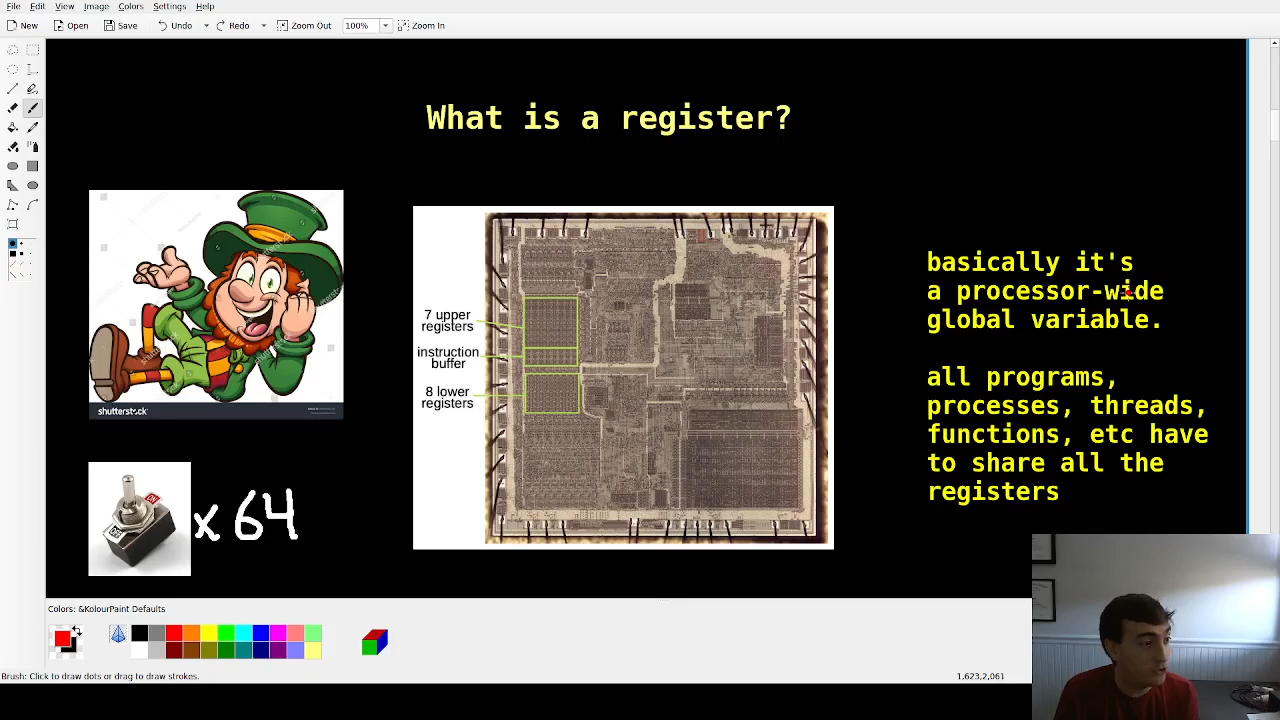 File Edit View Image Colors Settings Help
New Open Save Undo Redo Zoom Out 100% Zoom In
What is a register?
shutterstock
7 upper
registers
instruction
buffer
8 lower
registers
ON
OFF
x 64
basically it's
a processor-wide
global variable.
all programs,
processes, threads,
functions, etc have
to share all the
registers
Colors: &KolourPaint Defaults
Brush: Click to draw dots or drag to draw strokes.
1,623,2,061